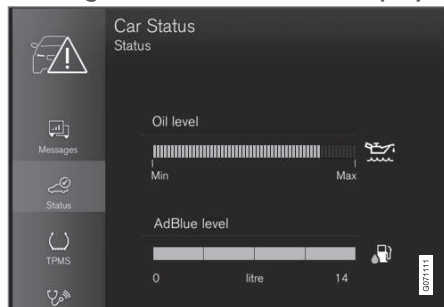 Car Status
Status
Messages
Status
TPMS
Oil level
Min Max
AdBlue level
0 litre 14
G071111